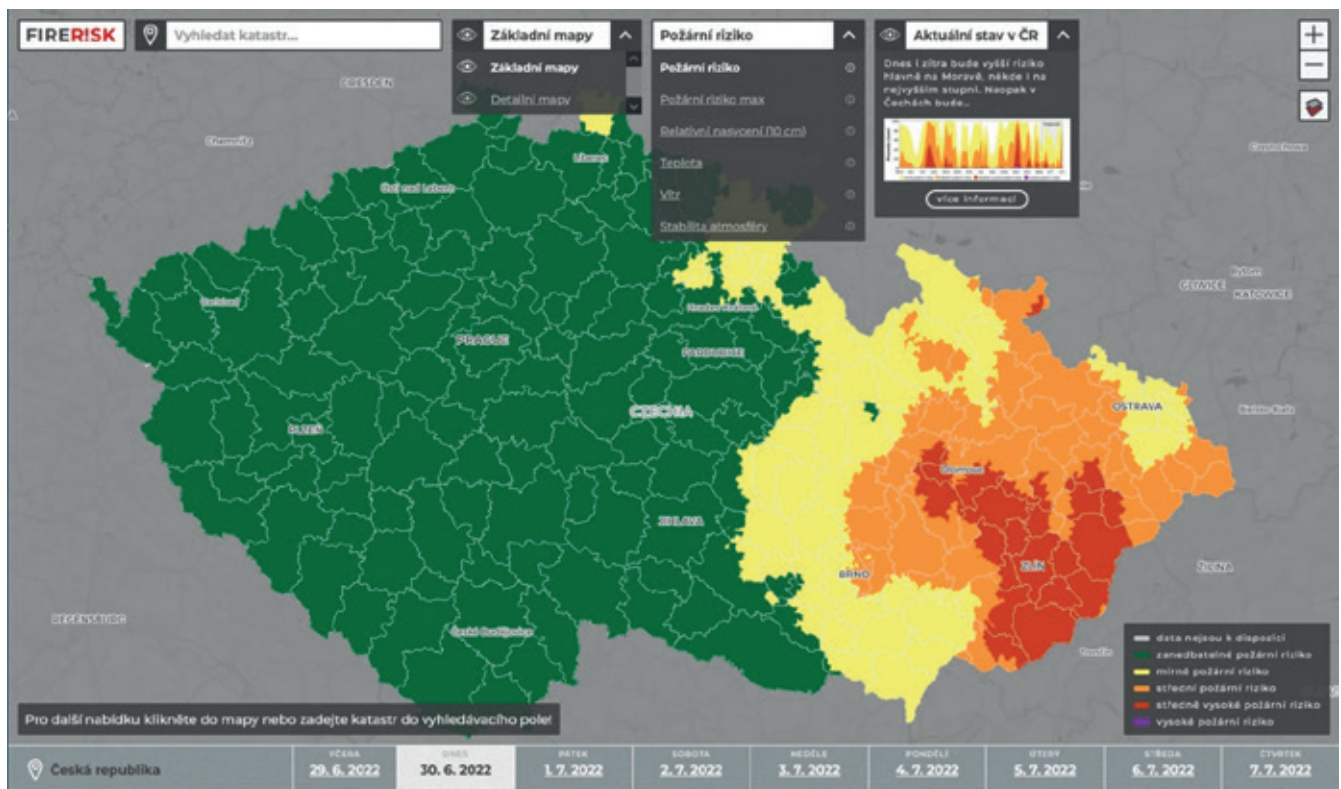 FIRER!SK
Vyhledat katastr...
Základní mapy
Základní mapy
Detailní mapy
Požární riziko
Požární riziko
Požární riziko max
Relativní nasycení (10 cm)
Teplota
Vítr
Stabilita atmosféry
Aktuální stav v ČR
Dnes i zítra bude vyšší riziko
hlavně na Moravě, někde i na
nejvyšším stupni. Naopak v
Čechách bude...
více informací
+
−
DRESDEN
Chemnitz
Liberec
Ústí nad Labem
Częstochowa
Karlsbad
Hradec Králové
GLIWICE
Bytom
KATOWICE
PRAGUE
PARDUBICE
CZECHIA
OSTRAVA
Bielsko-Biała
PLZEŇ
Olomouc
JIHLAVA
BRNO
ZLÍN
ŽILINA
REGENSBURG
České Budějovice
Trenčín
data nejsou k dispozici
zanedbatelné požární riziko
mírné požární riziko
střední požární riziko
středně vysoké požární riziko
vysoké požární riziko
Pro další nabídku klikněte do mapy nebo zadejte katastr do vyhledávacího pole!
Česká republika
VČERA
29. 6. 2022
DNES
30. 6. 2022
PÁTEK
1. 7. 2022
SOBOTA
2. 7. 2022
NEDĚLE
3. 7. 2022
PONDĚLÍ
4. 7. 2022
ÚTERÝ
5. 7. 2022
STŘEDA
6. 7. 2022
ČTVRTEK
7. 7. 2022